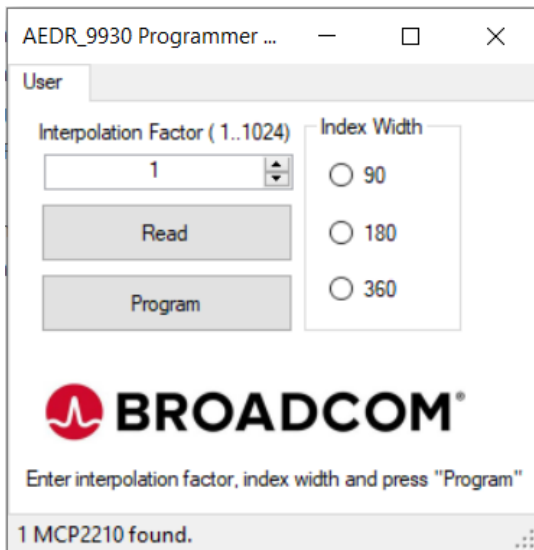 AEDR_9930 Programmer ...
User
Interpolation Factor ( 1..1024)
1
Read
Program
Index Width
90
180
360
BROADCOM®
Enter interpolation factor, index width and press "Program"
1 MCP2210 found.